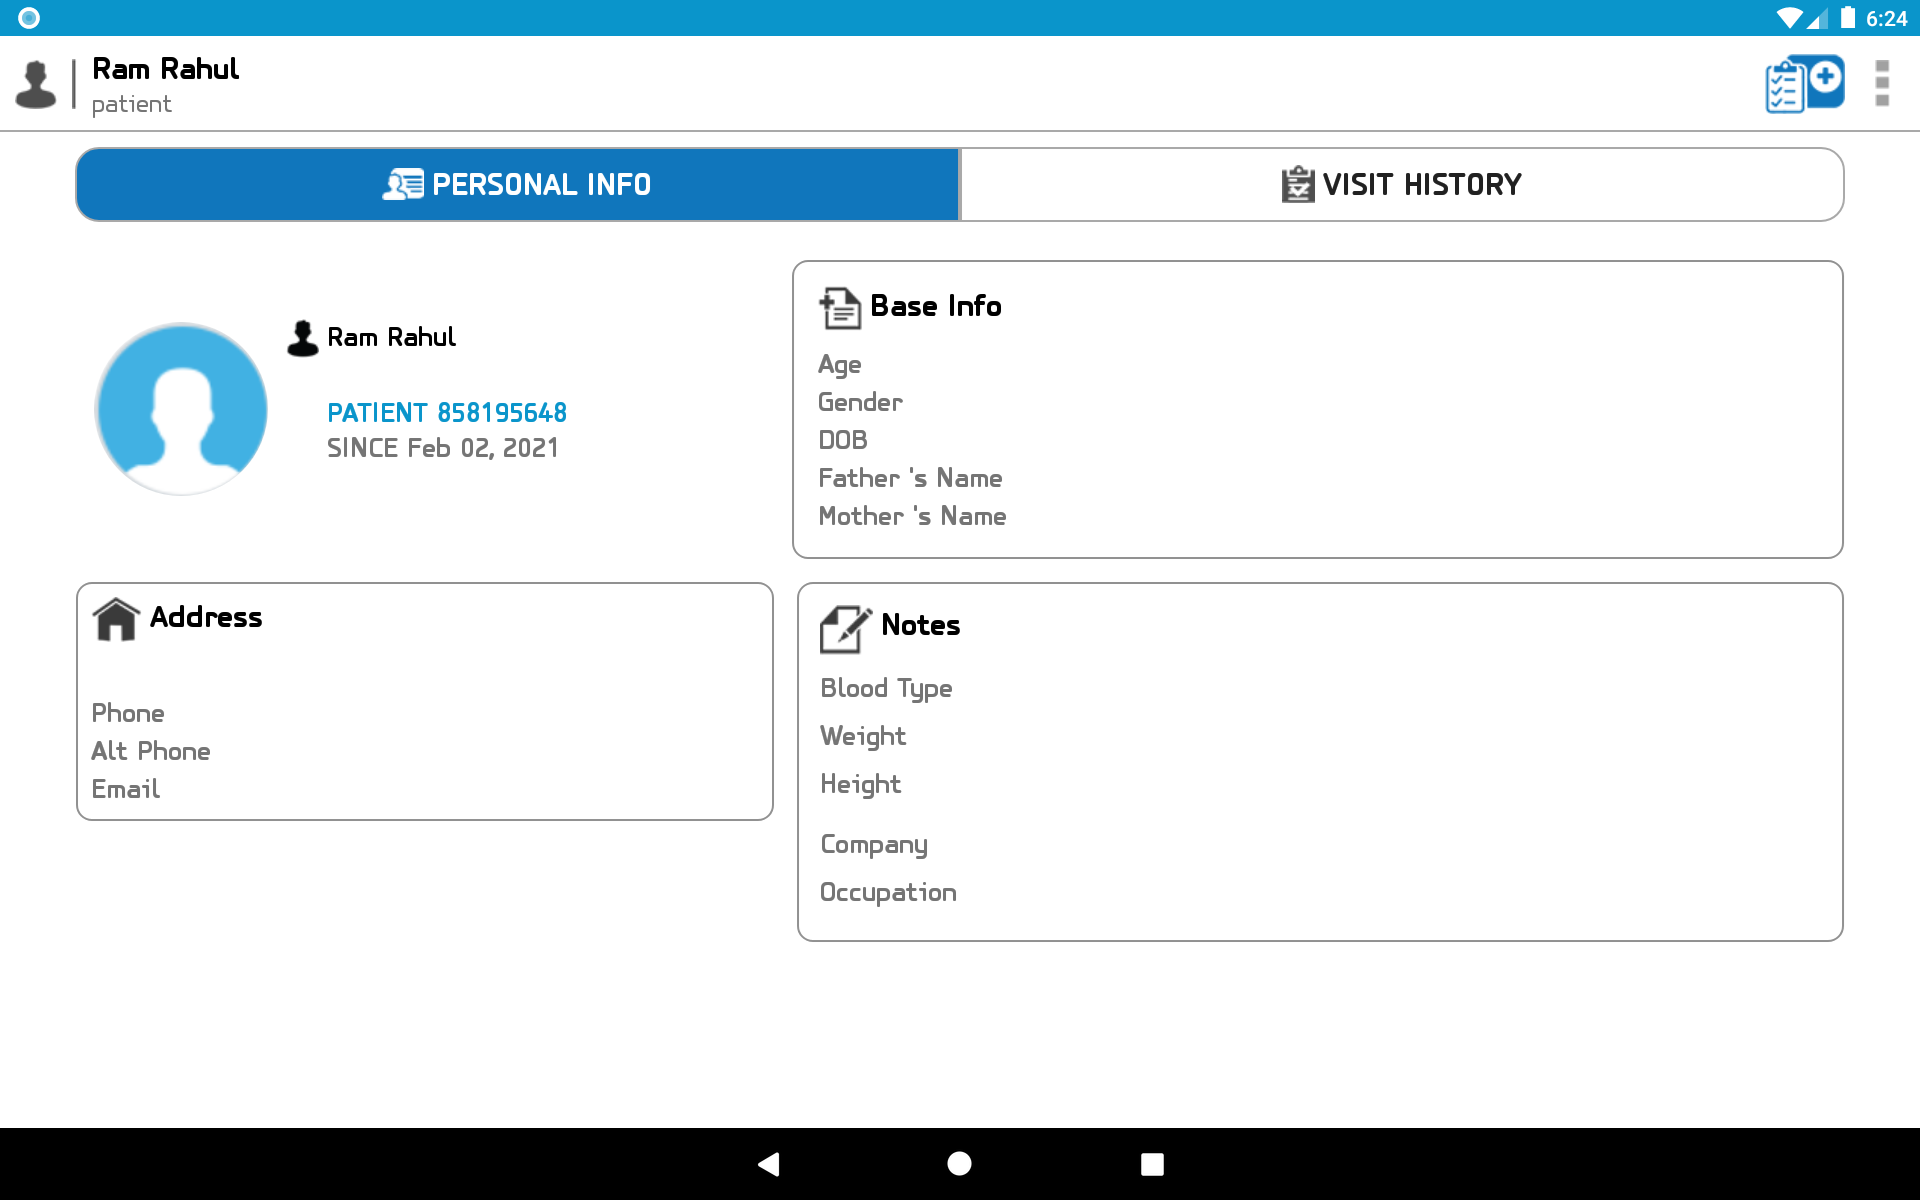 6:24
Ram Rahul
patient
PERSONAL INFO
VISIT HISTORY
Ram Rahul
PATIENT 858195648
SINCE Feb 02, 2021
Base Info
Age
Gender
DOB
Father 's Name
Mother 's Name
Address
Phone
Alt Phone
Email
Notes
Blood Type
Weight
Height
Company
Occupation